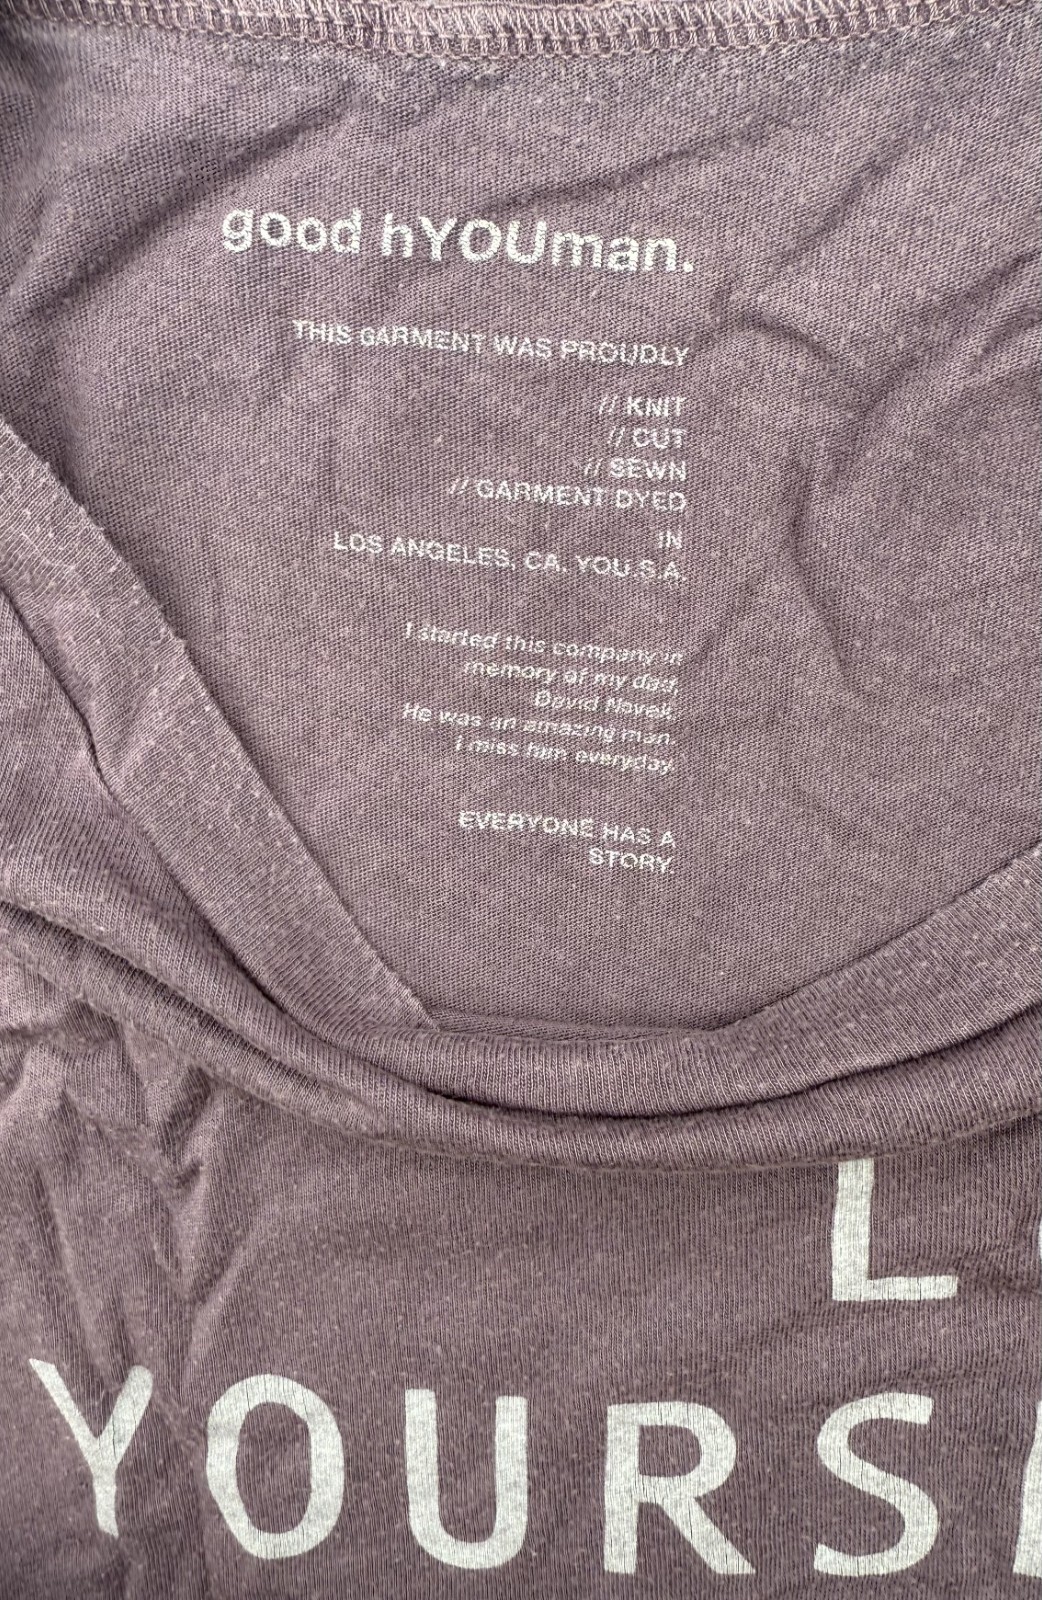 good hYOUman.
THIS GARMENT WAS PROUDLY
// KNIT
// CUT
// SEWN
// GARMENT DYED
IN
LOS ANGELES, CA, YOU.S.A.
I started this company in
memory of my dad,
David Navek.
He was an amazing man.
I miss him everyday.
EVERYONE HAS A
STORY.
L
YOURS